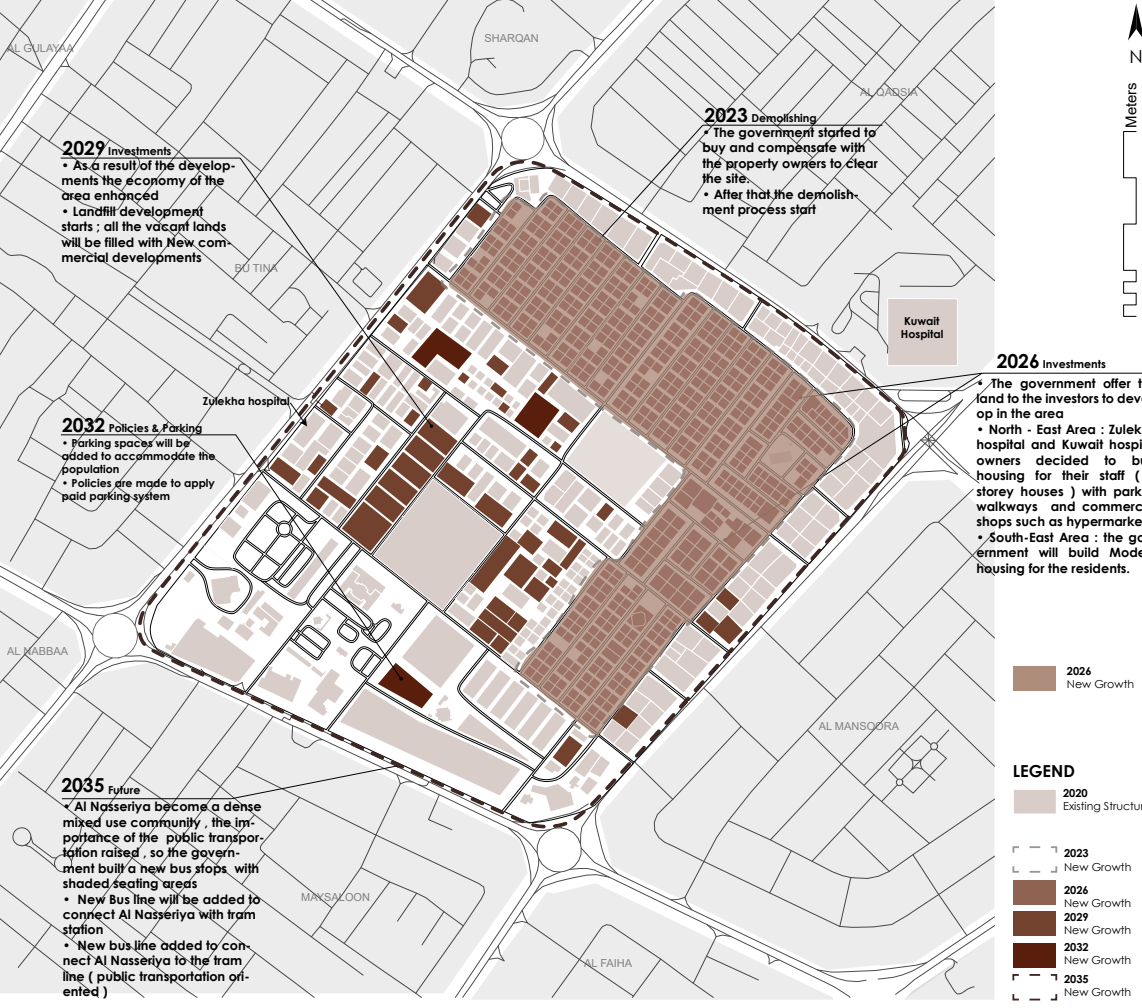 AL GULAYAA
SHARQAN
AL QADSIA
N
Meters
2029 Investments
• As a result of the develop-
ments the economy of the
area enhanced
• Landfill development
starts ; all the vacant lands
will be filled with New com-
mercial developments
BU TINA
2023 Demolishing
• The government started to
buy and compensate with
the property owners to clear
the site.
• After that the demolish-
ment process start
Kuwait
Hospital
2026 Investments
• The government offer
land to the investors to
op in the area
• North - East Area :
hospital and Kuwait
owners decided to
housing for their staff (
storey houses ) with
walkways and
shops such as
• South-East Area : the
ernment will build
housing for the residents.
Zulekha hospital
2032 Policies & Parking
• Parking spaces will be
added to accommodate the
population
• Policies are made to apply
paid parking system
AL NABBAA
AL MANSOORA
2026
New Growth
2035 Future
• Al Nasseriya become a dense
mixed use community , the im-
portance of the public transpor-
tation raised , so the govern-
ment built a new bus stops with
shaded seating areas
• New Bus line will be added to
connect Al Nasseriya with tram
station
• New bus line added to con-
nect Al Nasseriya to the tram
line ( public transportation ori-
ented )
MAYSALOON
AL FAIHA
LEGEND
2020
Existing
2023
New Growth
2026
New Growth
2029
New Growth
2032
New Growth
2035
New Growth